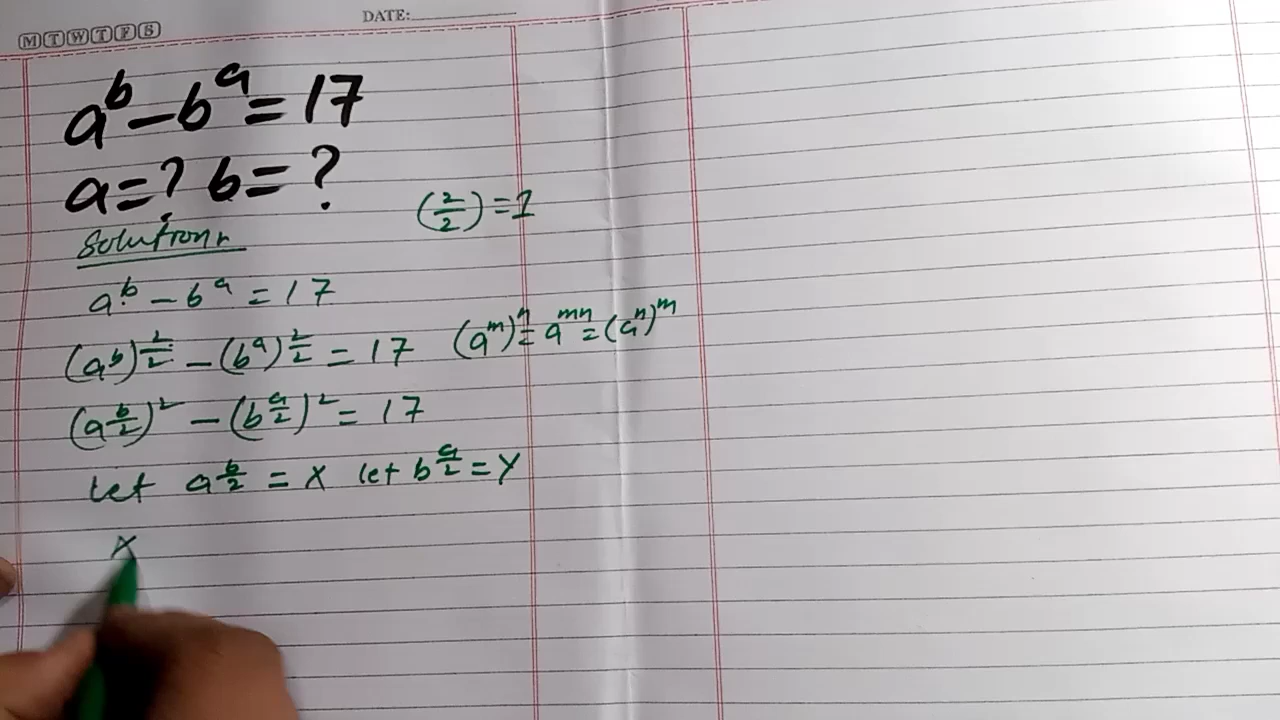 DATE:
M T W T F S
a^b - b^a = 17
a = ? b = ?
(2/2) = 1
Solution
a^b - b^a = 17
(a^b)^(2/2) - (b^a)^(2/2) = 17
(a^m)^n = a^mn = (a^n)^m
(a^(b/2))^2 - (b^(a/2))^2 = 17
Let a^(b/2) = x let b^(a/2) = y
x